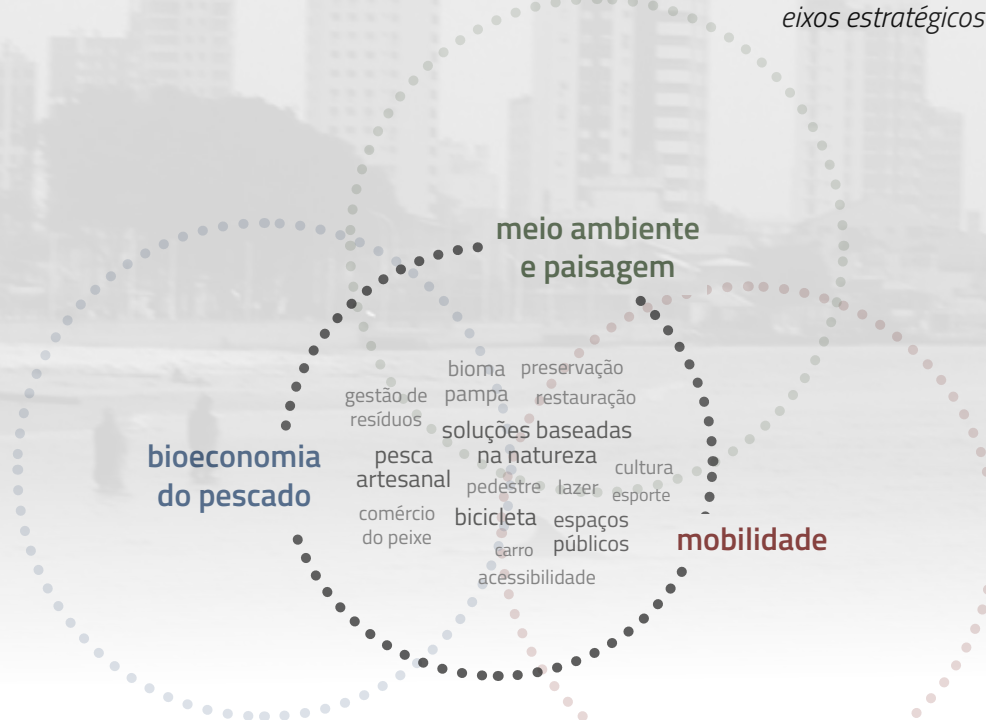 eixos estratégicos
meio ambiente
e paisagem
bioeconomia
do pescado
mobilidade
bioma
pampa
preservação
restauração
gestão de
resíduos
soluções baseadas
na natureza
pesca
artesanal
pedestre
lazer
cultura
esporte
comércio
do peixe
bicicleta
espaços
públicos
carro
acessibilidade